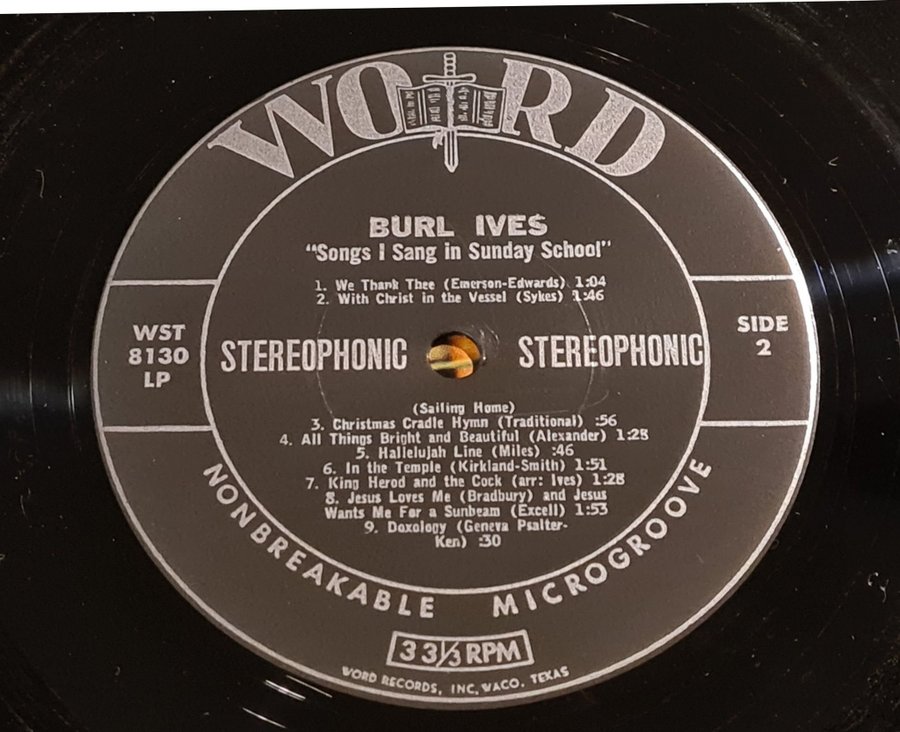 WORD
BURL IVES
"Songs I Sang in Sunday School"
1. We Thank Thee (Emerson-Edwards) 1:04
2. With Christ in the Vessel (Sykes) 1:46
WST
8130
LP
STEREOPHONIC STEREOPHONIC
SIDE
2
(Sailing Home)
3. Christmas Cradle Hymn (Traditional) :56
4. All Things Bright and Beautiful (Alexander) 1:28
5. Hallelujah Line (Miles) :46
6. In the Temple (Kirkland-Smith) 1:51
7. King Herod and the Cock (arr: Ives) 1:28
8. Jesus Loves Me (Bradbury) and Jesus
Wants Me For a Sunbeam (Excell) 1:53
9. Doxology (Geneva Psalter-
Ken) :30
NONBREAKABLE MICROGROOVE
33 1/3 RPM
WORD RECORDS, INC. WACO, TEXAS